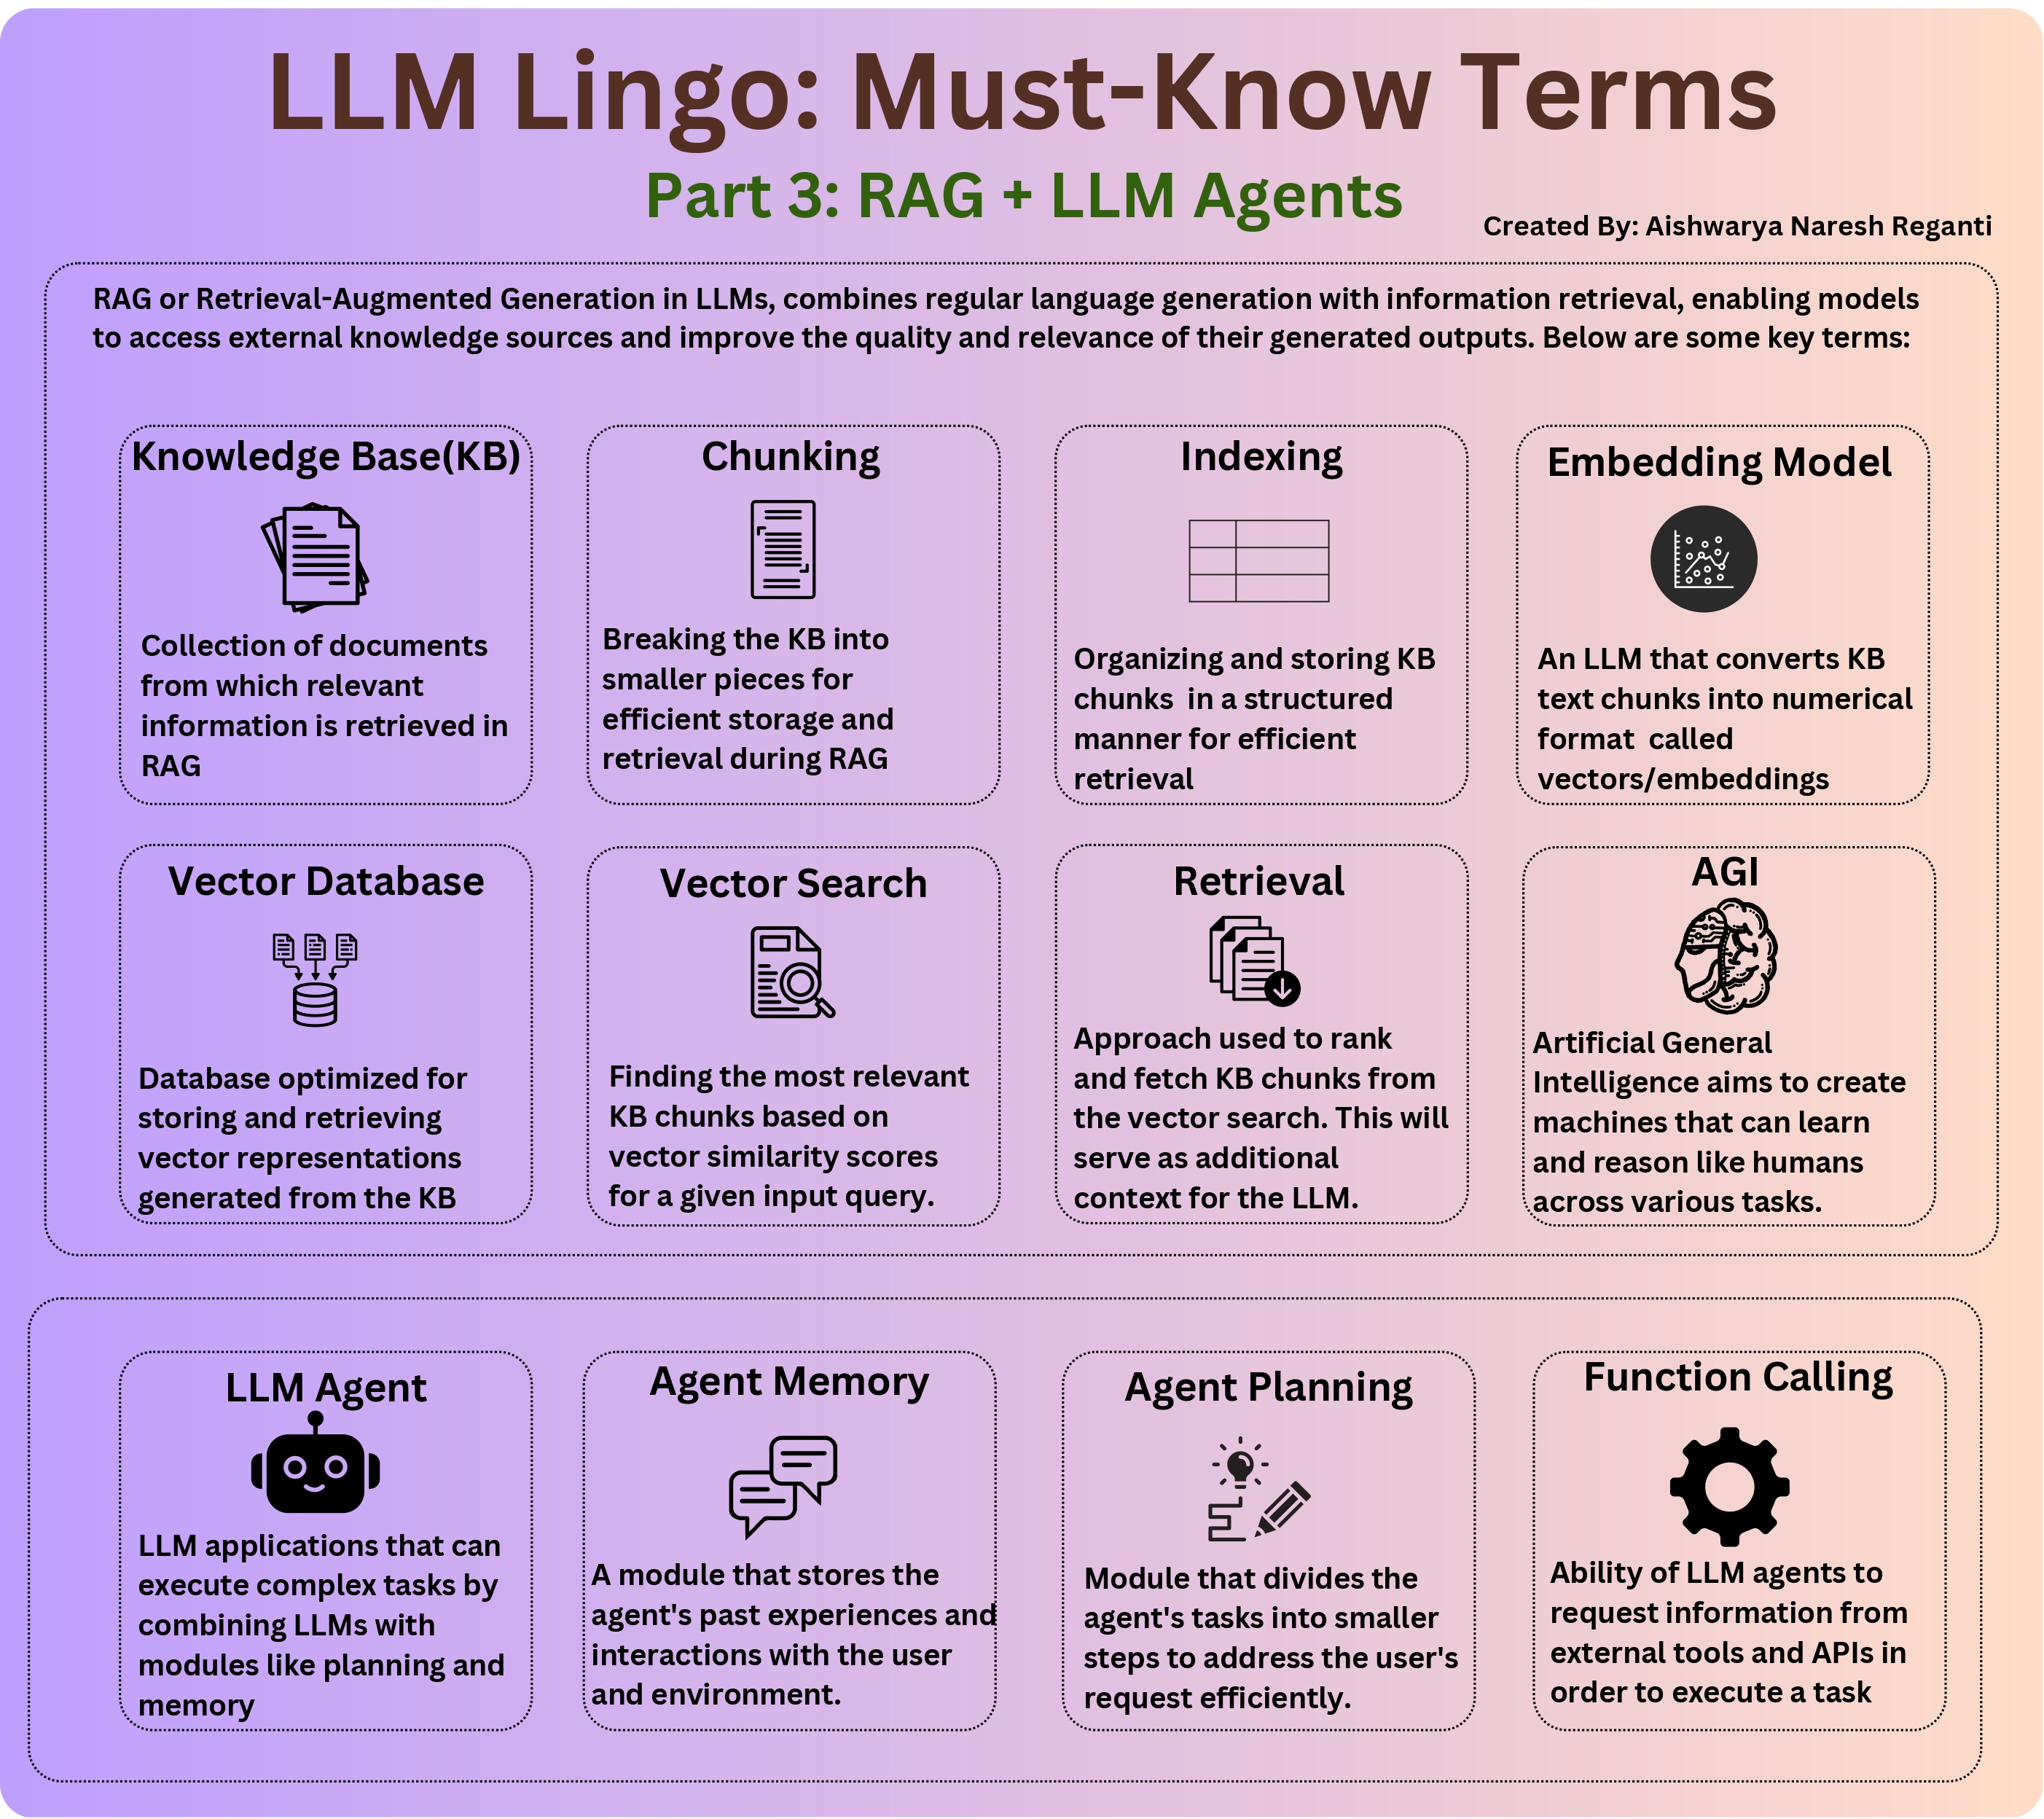 LLM Lingo: Must-Know Terms
Part 3: RAG + LLM Agents
Created By: Aishwarya Naresh Reganti
RAG or Retrieval-Augmented Generation in LLMs, combines regular language generation with information retrieval, enabling models
to access external knowledge sources and improve the quality and relevance of their generated outputs. Below are some key terms:
Knowledge Base(KB)
Collection of documents
from which relevant
information is retrieved in
RAG
Chunking
Breaking the KB into
smaller pieces for
efficient storage and
retrieval during RAG
Indexing
Organizing and storing KB
chunks  in a structured
manner for efficient
retrieval
Embedding Model
An LLM that converts KB
text chunks into numerical
format  called
vectors/embeddings
Vector Database
Database optimized for
storing and retrieving
vector representations
generated from the KB
Vector Search
Finding the most relevant
KB chunks based on
vector similarity scores
for a given input query.
Retrieval
Approach used to rank
and fetch KB chunks from
the vector search. This will
serve as additional
context for the LLM.
AGI
Artificial General
Intelligence aims to create
machines that can learn
and reason like humans
across various tasks.
LLM Agent
LLM applications that can
execute complex tasks by
combining LLMs with
modules like planning and
memory
Agent Memory
A module that stores the
agent's past experiences and
interactions with the user
and environment.
Agent Planning
Module that divides the
agent's tasks into smaller
steps to address the user's
request efficiently.
Function Calling
Ability of LLM agents to
request information from
external tools and APIs in
order to execute a task